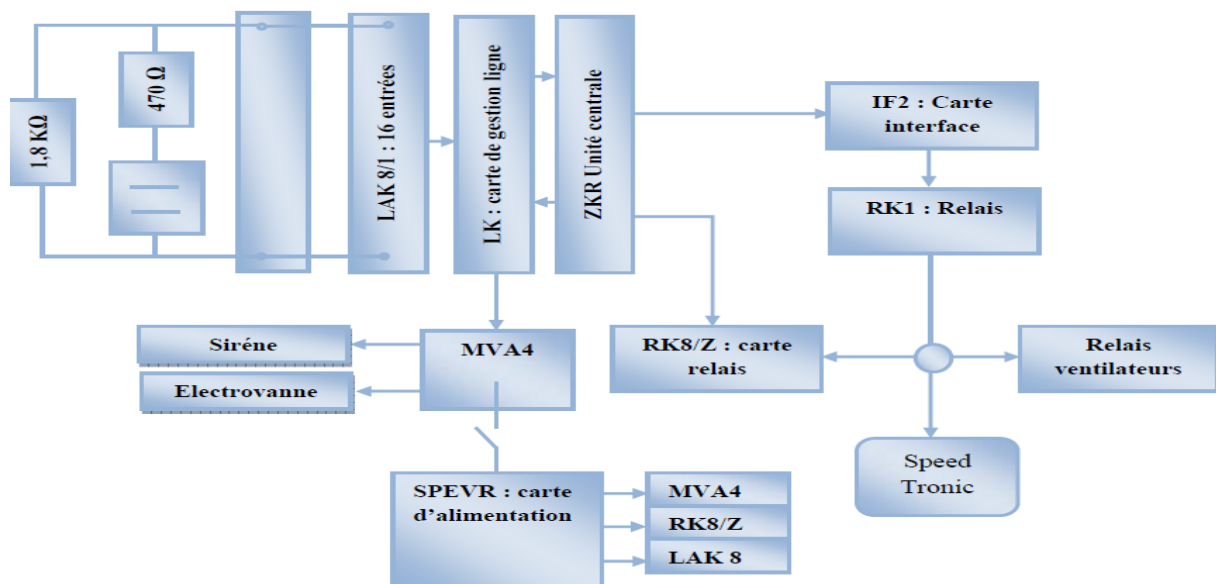 1,8 KΩ
470 Ω
LAK 8/1 : 16 entrées
LK : carte de gestion ligne
ZKR Unité centrale
IF2 : Carte
interface
RK1 : Relais
Siréne
Electrovanne
MVA4
RK8/Z : carte
relais
Relais
ventilateurs
Speed
Tronic
SPEVR : carte
d’alimentation
MVA4
RK8/Z
LAK 8